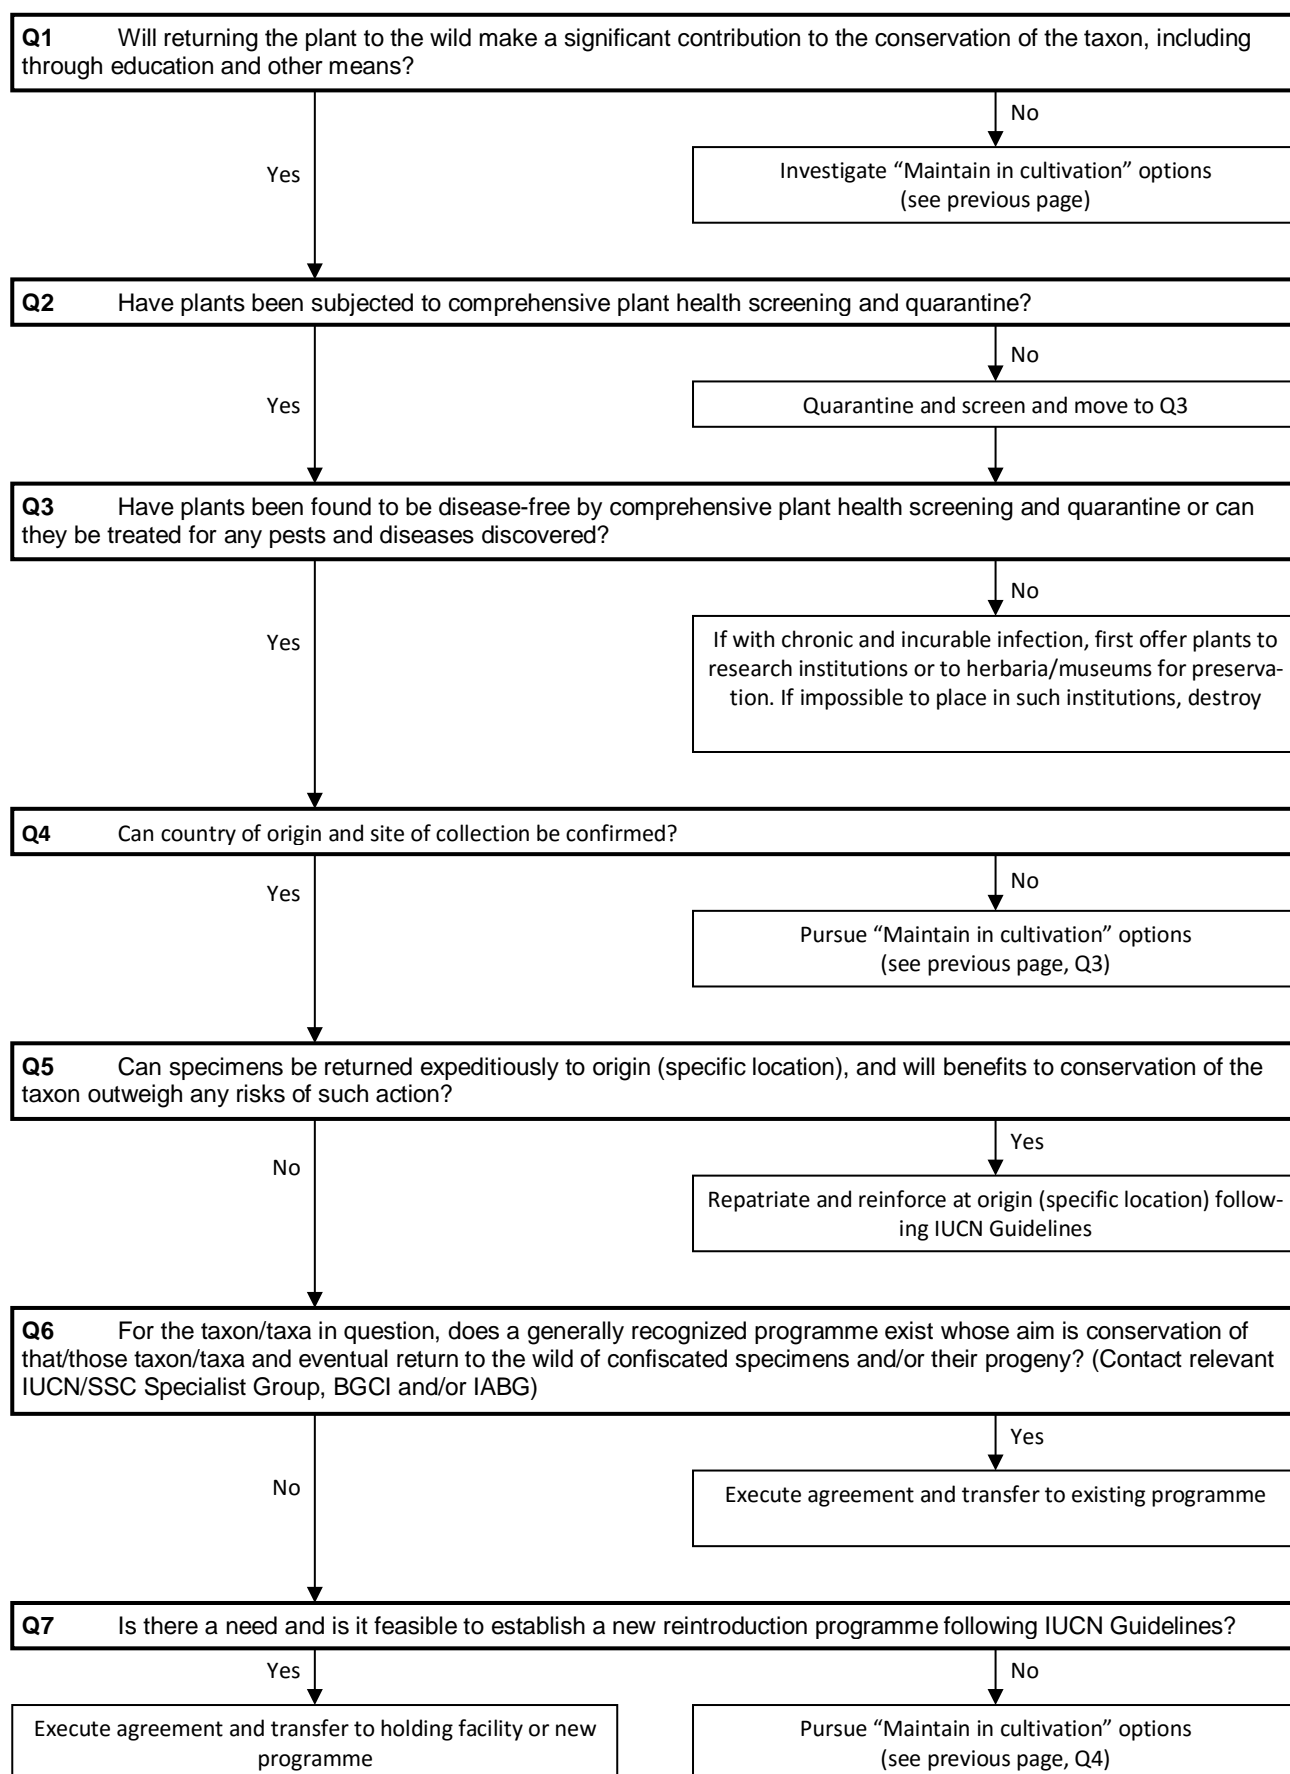 Q1 Will returning the plant to the wild make a significant contribution to the conservation of the taxon, including
through education and other means?
No
Yes
Investigate “Maintain in cultivation” options
(see previous page)
Q2 Have plants been subjected to comprehensive plant health screening and quarantine?
No
Yes
Quarantine and screen and move to Q3
Q3 Have plants been found to be disease-free by comprehensive plant health screening and quarantine or can
they be treated for any pests and diseases discovered?
No
Yes
If with chronic and incurable infection, first offer plants to
research institutions or to herbaria/museums for preserva-
tion. If impossible to place in such institutions, destroy
Q4 Can country of origin and site of collection be confirmed?
No
Yes
Pursue “Maintain in cultivation” options
(see previous page, Q3)
Q5 Can specimens be returned expeditiously to origin (specific location), and will benefits to conservation of the
taxon outweigh any risks of such action?
Yes
No
Repatriate and reinforce at origin (specific location) follow-
ing IUCN Guidelines
Q6 For the taxon/taxa in question, does a generally recognized programme exist whose aim is conservation of
that/those taxon/taxa and eventual return to the wild of confiscated specimens and/or their progeny? (Contact relevant
IUCN/SSC Specialist Group, BGCI and/or IABG)
Yes
No
Execute agreement and transfer to existing programme
Q7 Is there a need and is it feasible to establish a new reintroduction programme following IUCN Guidelines?
Yes
No
Execute agreement and transfer to holding facility or new
programme
Pursue “Maintain in cultivation” options
(see previous page, Q4)